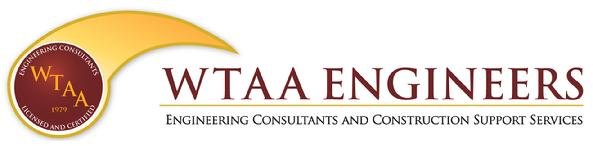 ENGINEERING CONSULTANTS
WTAA
1979
LICENSED AND CERTIFIED
WTAA ENGINEERS
ENGINEERING CONSULTANTS AND CONSTRUCTION SUPPORT SERVICES